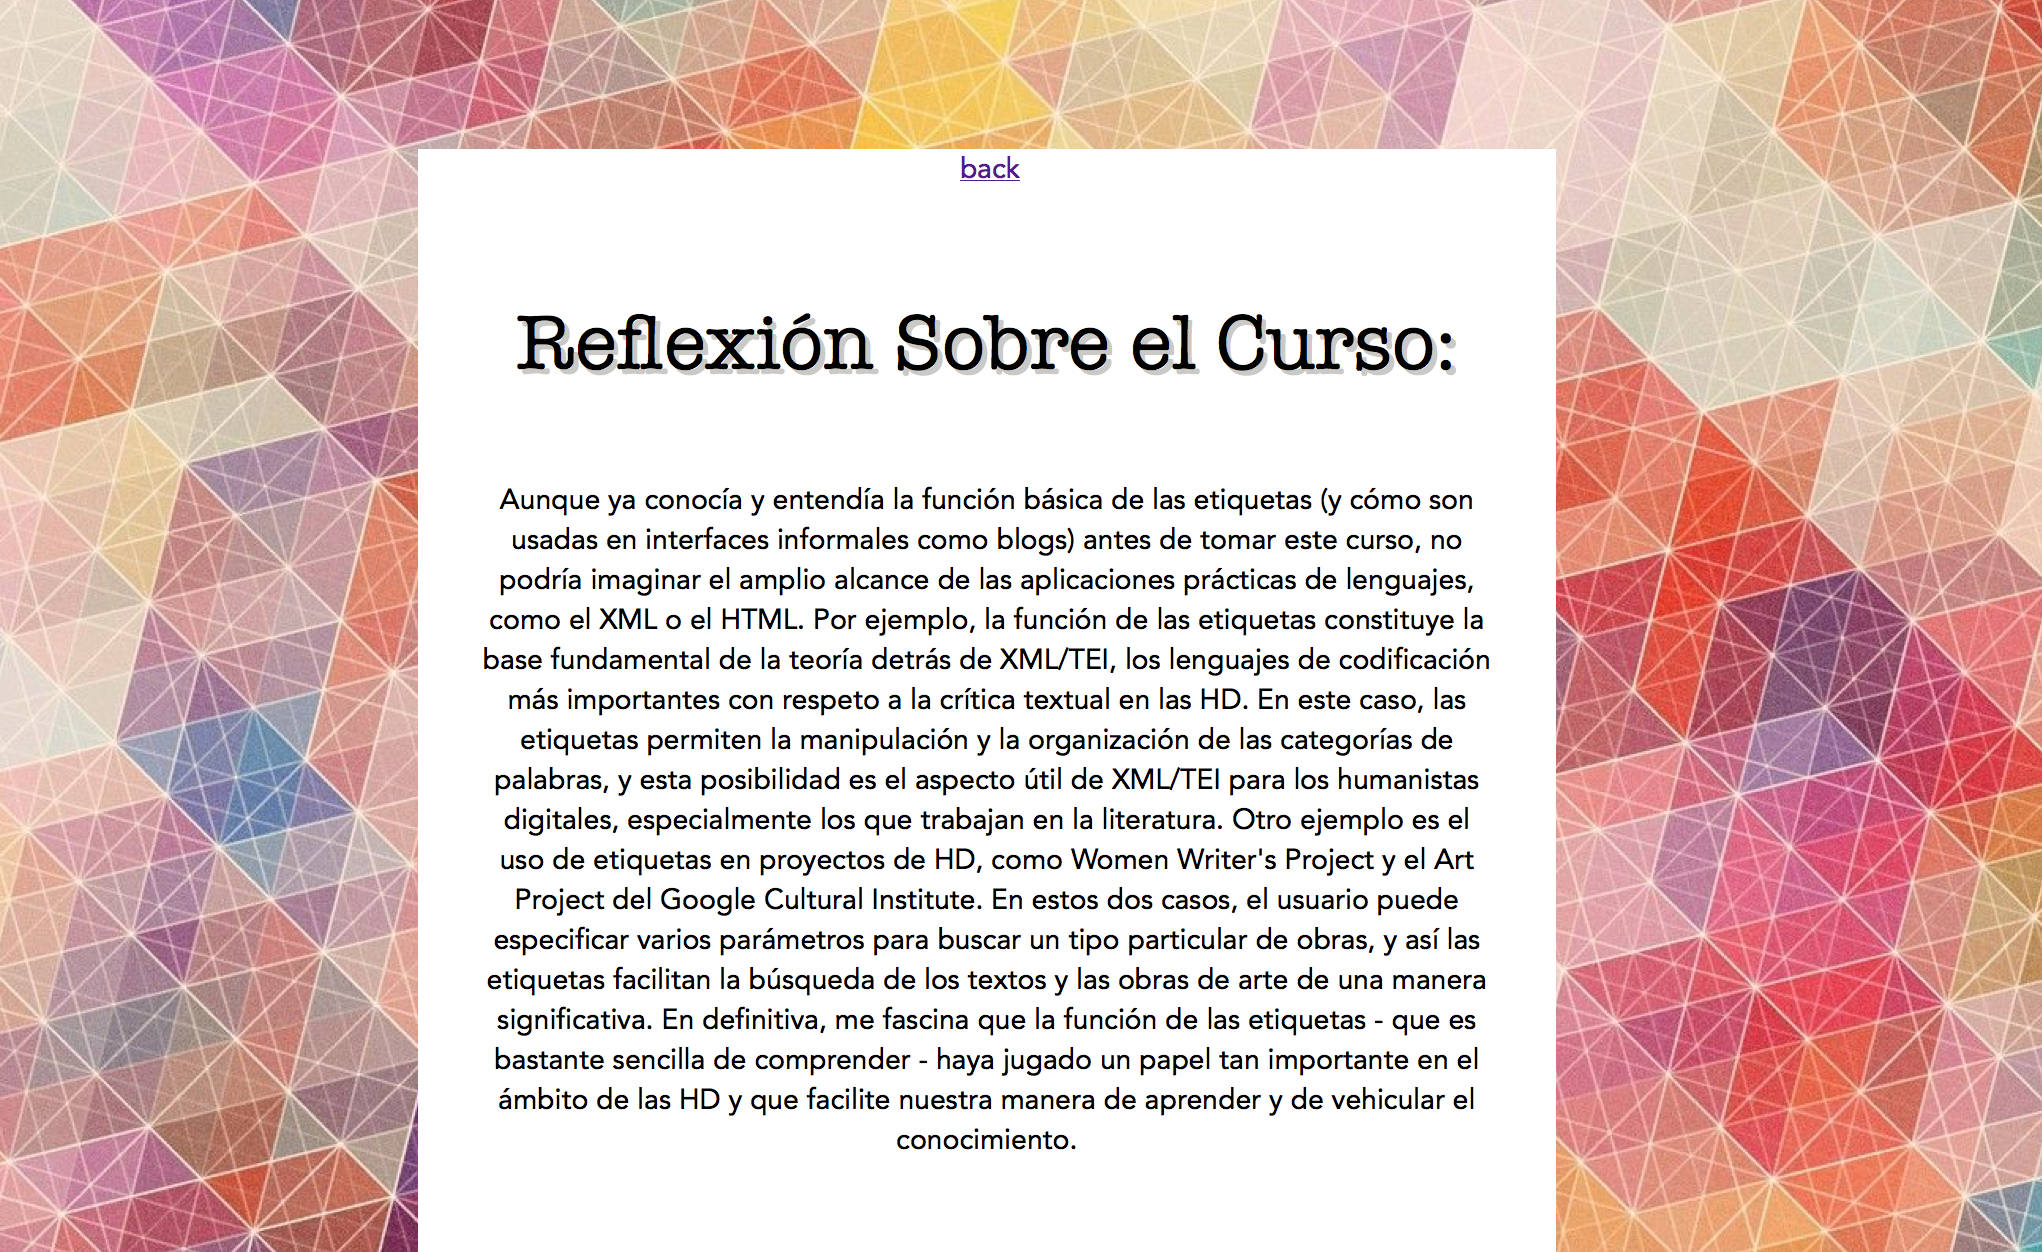 back
Reflexión Sobre el Curso:
Aunque ya conocía y entendía la función básica de las etiquetas (y cómo son
usadas en interfaces informales como blogs) antes de tomar este curso, no
podría imaginar el amplio alcance de las aplicaciones prácticas de lenguajes,
como el XML o el HTML. Por ejemplo, la función de las etiquetas constituye la
base fundamental de la teoría detrás de XML/TEI, los lenguajes de codificación
más importantes con respeto a la crítica textual en las HD. En este caso, las
etiquetas permiten la manipulación y la organización de las categorías de
palabras, y esta posibilidad es el aspecto útil de XML/TEI para los humanistas
digitales, especialmente los que trabajan en la literatura. Otro ejemplo es el
uso de etiquetas en proyectos de HD, como Women Writer's Project y el Art
Project del Google Cultural Institute. En estos dos casos, el usuario puede
especificar varios parámetros para buscar un tipo particular de obras, y así las
etiquetas facilitan la búsqueda de los textos y las obras de arte de una manera
significativa. En definitiva, me fascina que la función de las etiquetas - que es
bastante sencilla de comprender - haya jugado un papel tan importante en el
ámbito de las HD y que facilite nuestra manera de aprender y de vehicular el
conocimiento.